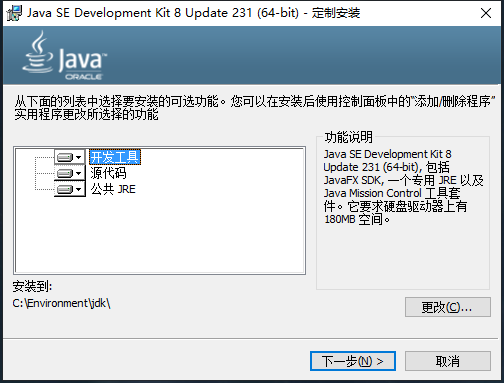 Java SE Development Kit 8 Update 231 (64-bit) - 定制安装
Java
ORACLE
从下面的列表中选择要安装的可选功能。您可以在安装后使用控制面板中的“添加/删除程序”
实用程序更改所选择的功能
开发工具
源代码
公共 JRE
功能说明
Java SE Development Kit 8
Update 231 (64-bit), 包括
JavaFX SDK, 一个专用 JRE 以及
Java Mission Control 工具套
件。它要求硬盘驱动器上有
180MB 空间。
安装到:
C:\Environment\jdk\
更改(C)...
下一步(N) >
取消